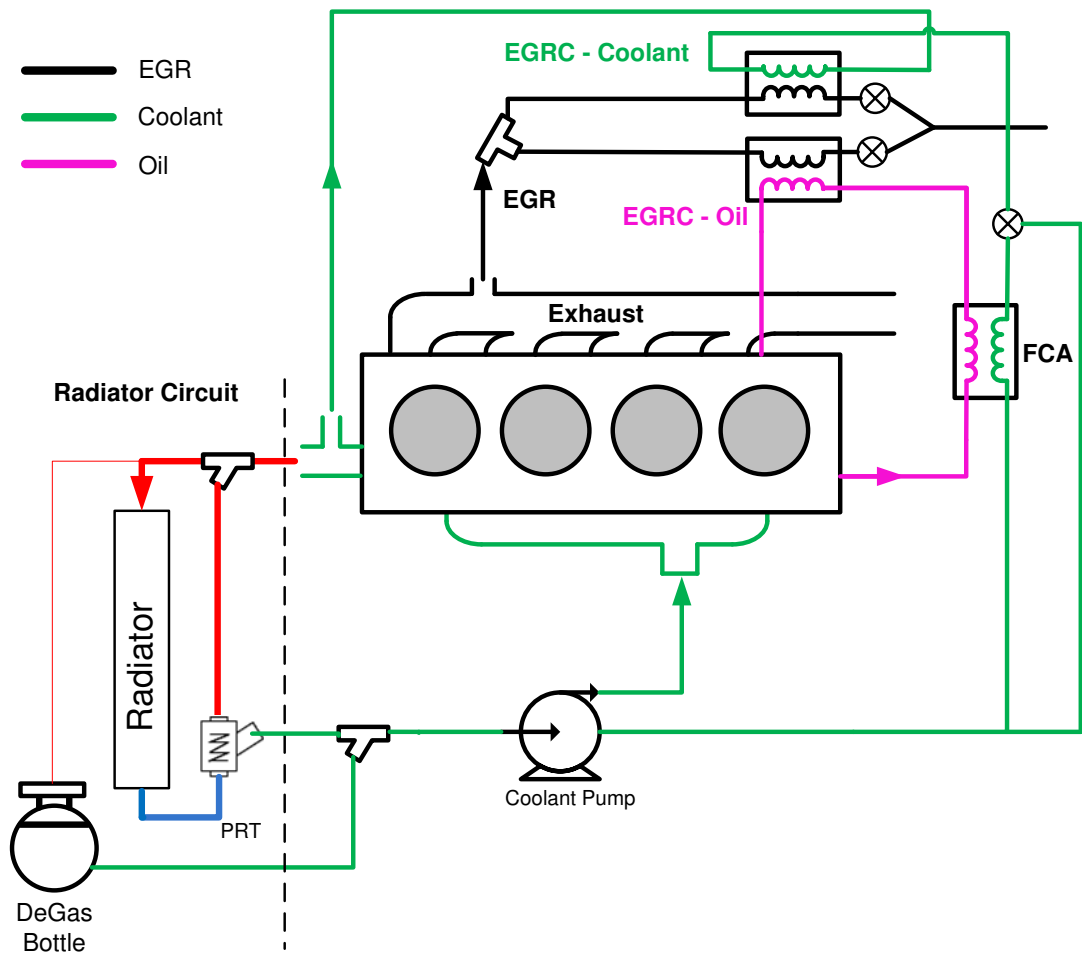 EGR
Coolant
Oil
EGRC - Coolant
EGR
EGRC - Oil
Exhaust
FCA
Radiator Circuit
Radiator
PRT
Coolant Pump
DeGas
Bottle